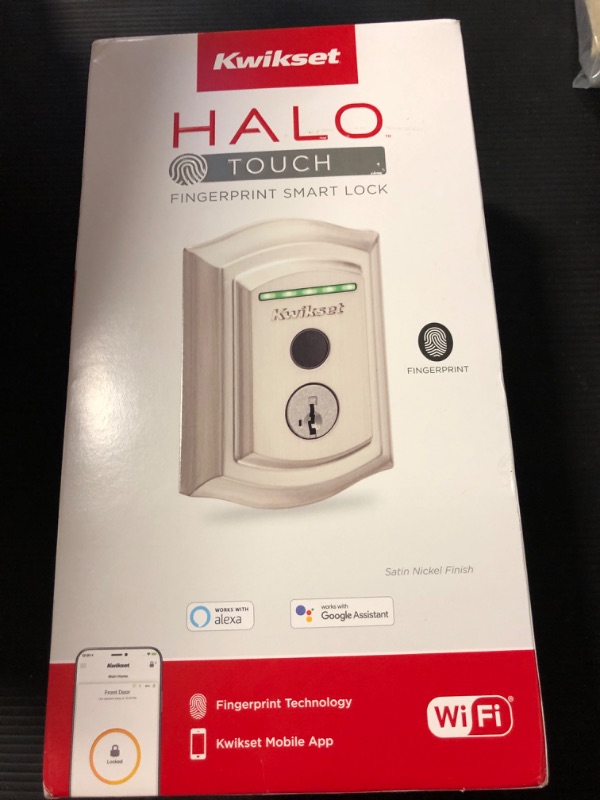 Kwikset
HALO
TOUCH
FINGERPRINT SMART LOCK
Kwikset
FINGERPRINT
Satin Nickel Finish
WORKS WITH
alexa
works with
Google Assistant
Kwikset
Front Door
Locked
Fingerprint Technology
Kwikset Mobile App
WiFi